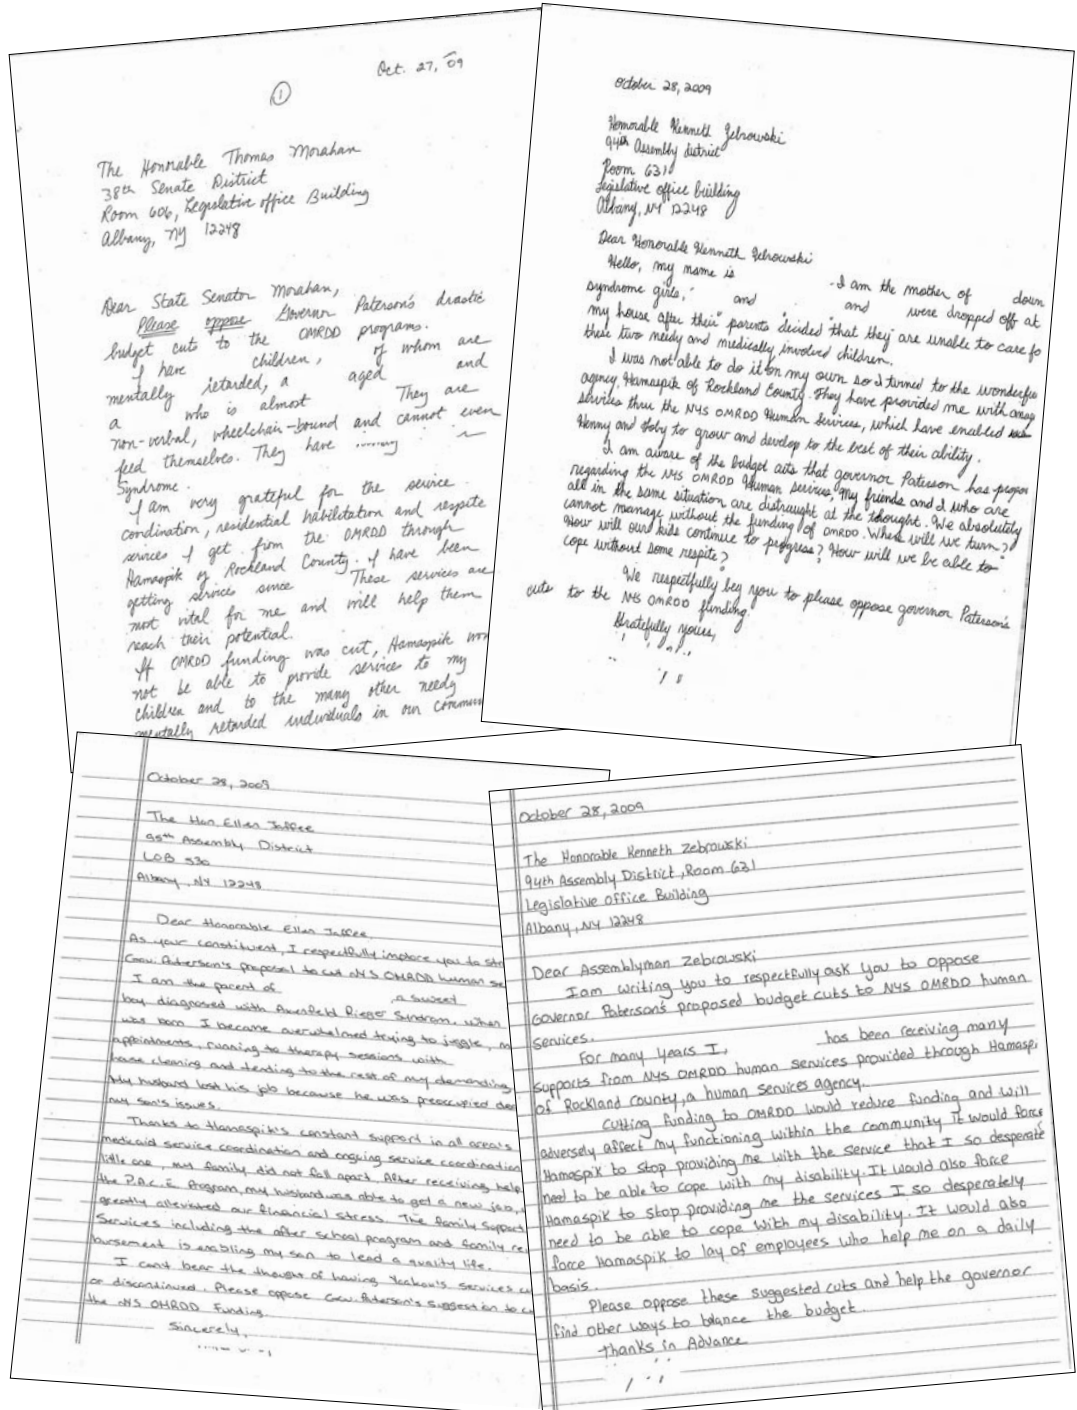 Oct. 27, 09
1
The Honorable Thomas Morahan
38th Senate District
Room 606, Legislative office Building
Albany, NY 12248
Dear State Senator Morahan,
Please oppose Governor Paterson's drastic
budget cuts to the OMRDD programs.
I have children, of whom are
mentally retarded, a aged and
a who is almost They are
non-verbal, wheelchair-bound and cannot even
feed themselves. They have
Syndrome.
I am very grateful for the service
cordination, residential habilitation and respite
services I get from the OMRDD through
Hamaspik of Rockland County. I have been
getting services since These services are
most vital for me and will help them
reach their potential.
If OMRDD funding was cut, Hamaspik wou
not be able to provide services to my
children and to the many other needy
mentally retarded individuals in our commun
October 28, 2009
Honorable Kenneth Zebrowski
94th Assembly district
Room 631
Legislative office building
Albany, NY 12248
Dear Honorable Kenneth Zebrowski
Hello, my name is I am the mother of down
syndrome girls, and and were dropped off at
my house after their "parents "decided "that they are unable to care fo
these two needy and medically involved children.
I was not able to do it on my own so I turned to the wonderful
agency, Hamaspik of Rockland County. They have provided me with
services thru the NYS OMRDD Human Services, which have enabled
Henny and Toby to grow and develop to the best of their ability.
I am aware of the budget cuts that governor Paterson has propos
regarding the NYS OMRDD Human Services. My friends and I who are
all in the same situation are distraught at the thought. We absolutely
cannot manage without the funding of OMRDD. Where will we turn?
How will our kids continue to progress? How will we be able to
cope without some respite?
We respectfully beg you to please oppose governor Paterson's
cuts to the NYS OMRDD funding.
Gratefully yours,
October 28, 2009
The Hon. Ellen Jaffee
95th Assembly District
LOB 530
Albany, NY 12248
Dear Honorable Ellen Jaffee,
As your constituent, I respectfully implore you to str
Gov. Paterson's proposal to cut NYS OMRDD human se
I am the parent of , a sweet
boy diagnosed with Axenfeld Rieger Sindrom. When
was born I became overwhelmed trying to juggle, m
appointments, running to therapy sessions with
house cleaning and tending to the rest of my demanding
My husband lost his job because he was preoccupied
my son's issues.
Thanks to Hamaspik's constant support in all area's
medicaid service coordination and ongoing service coordination
little one, my family did not fall apart. After receiving help
the P.A.C.E Program, my husband was able to get a new job,
greatly alleviated our financial stress. The family support
Services including the after school program and family re
bursement is enabling my son to lead a quality life.
I can't bear the thought of having Yaakov's services c
or discontinued. Please oppose Gov. Paterson's suggestion to c
the NYS OMRDD Funding.
Sincerely,
October 28, 2009
The Honorable Kenneth Zebrowski
94th Assembly District, Room 631
Legislative Office Building
Albany, NY 12248
Dear Assemblyman Zebrowski
I am writing you to respectfully ask you to oppose
Governor Paterson's proposed budget cuts to NYS OMRDD human
services.
For many years I, has been receiving many
supports from NYS OMRDD human services provided through Hamaspi
of Rockland County, a human services agency.
Cutting funding to OMRDD would reduce funding and will
adversely affect my functioning within the community It would force
Hamaspik to stop providing me with the service that I so desperate
need to be able to cope with my disability. It would also force
Hamaspik to stop providing me the services I so desperately
need to be able to cope with my disability. It would also
force Hamaspik to lay of employees who help me on a daily
basis.
Please oppose these suggested cuts and help the governor
find other ways to balance the budget.
Thanks in Advance